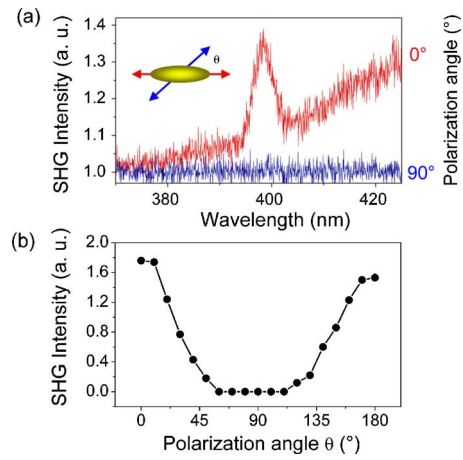 (a)
SHG Intensity (a. u.)
1.4
1.3
1.2
1.1
1.0
θ
0°
90°
Polarization angle (°)
380 400 420
Wavelength (nm)
(b)
SHG Intensity (a. u.)
2.0
1.6
1.2
0.8
0.4
0.0
0 45 90 135 180
Polarization angle θ (°)